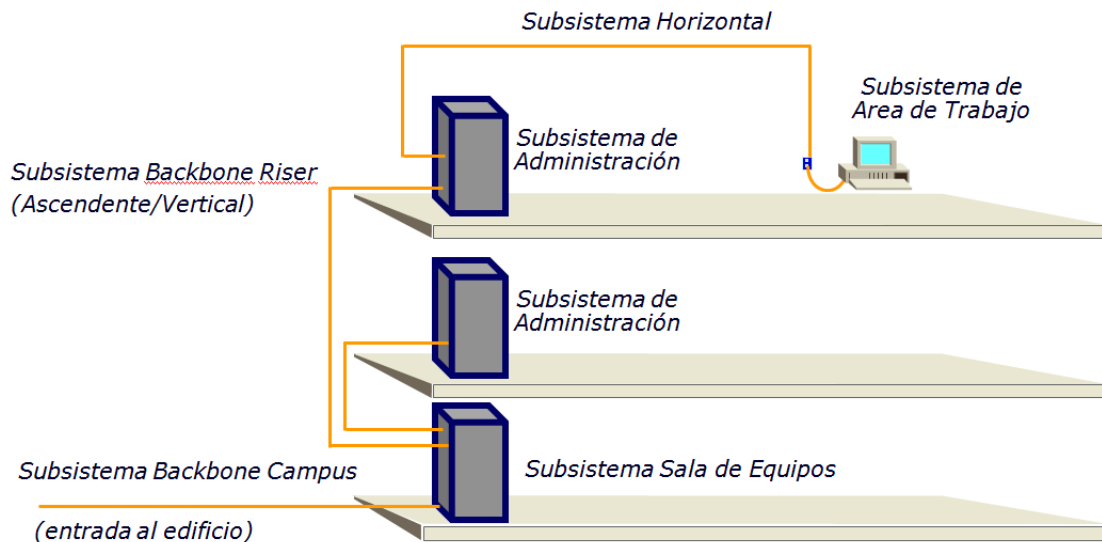 Subsistema Horizontal
Subsistema de
Area de Trabajo
Subsistema de
Administración
Subsistema Backbone Riser
(Ascendente/Vertical)
Subsistema de
Administración
Subsistema Backbone Campus
(entrada al edificio)
Subsistema Sala de Equipos